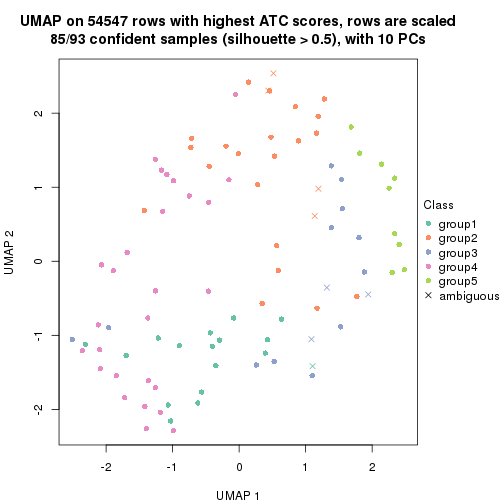 UMAP on 54547 rows with highest ATC scores, rows are scaled
85/93 confident samples (silhouette > 0.5), with 10 PCs
2
1
0
-1
-2
UMAP 2
-2
-1
0
1
2
UMAP 1
Class
group1
group2
group3
group4
group5
ambiguous